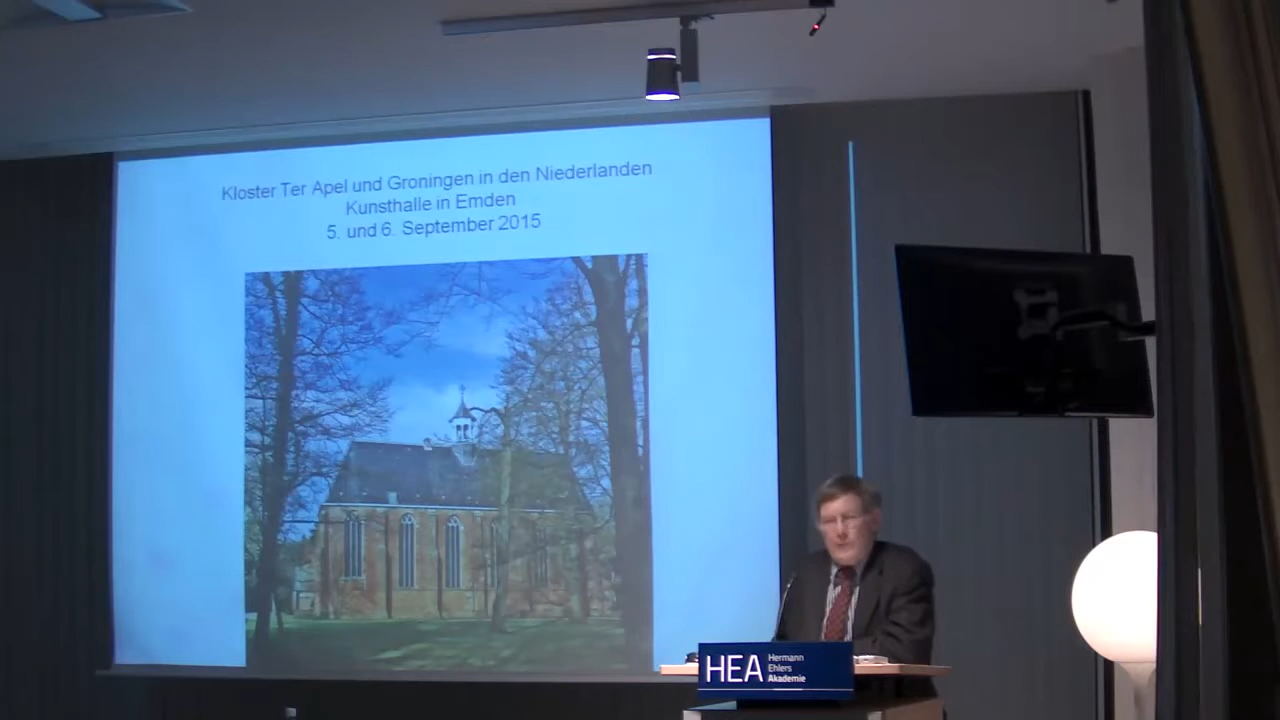 Kloster Ter Apel und Groningen in den Niederlanden
Kunsthalle in Emden
5. und 6. September 2015
HEA
Hermann
Ehlers
Akademie